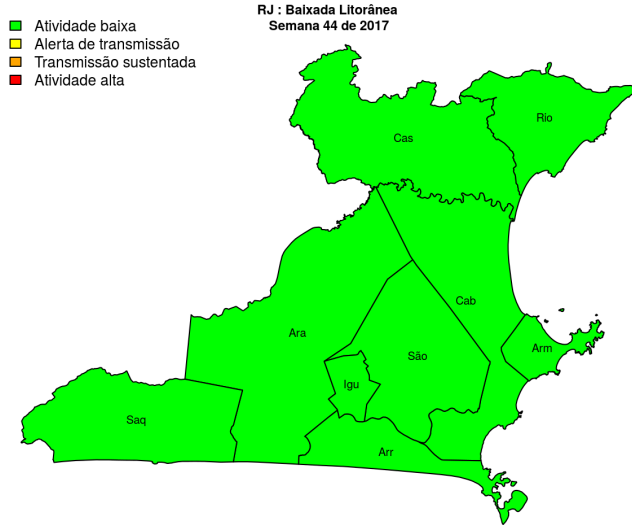 RJ : Baixada Litorânea
Semana 44 de 2017
Atividade baixa
Alerta de transmissão
Transmissão sustentada
Atividade alta
Rio
Cas
Cab
Ara
Arm
São
Igu
Saq
Arr